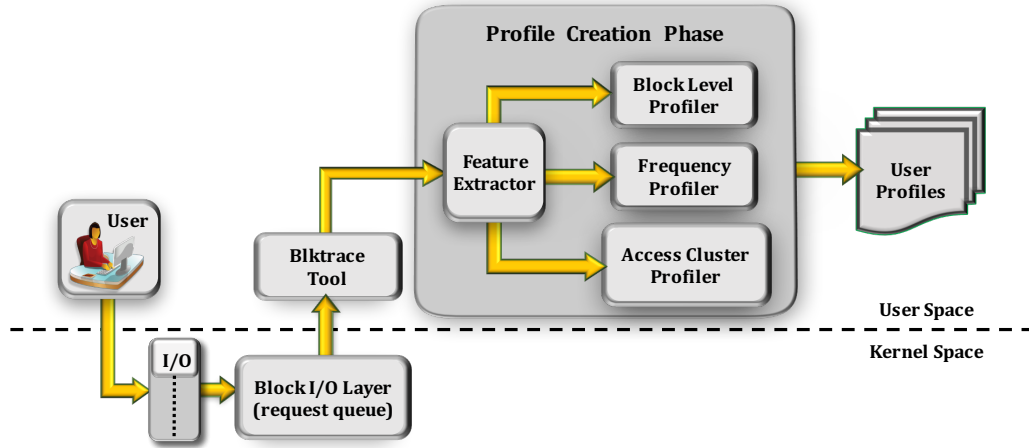 Profile Creation Phase
Block Level
Profiler
Feature
Extractor
Frequency
Profiler
Access Cluster
Profiler
User
Profiles
User
Blktrace
Tool
User Space
Kernel Space
I/O
Block I/O Layer
(request queue)